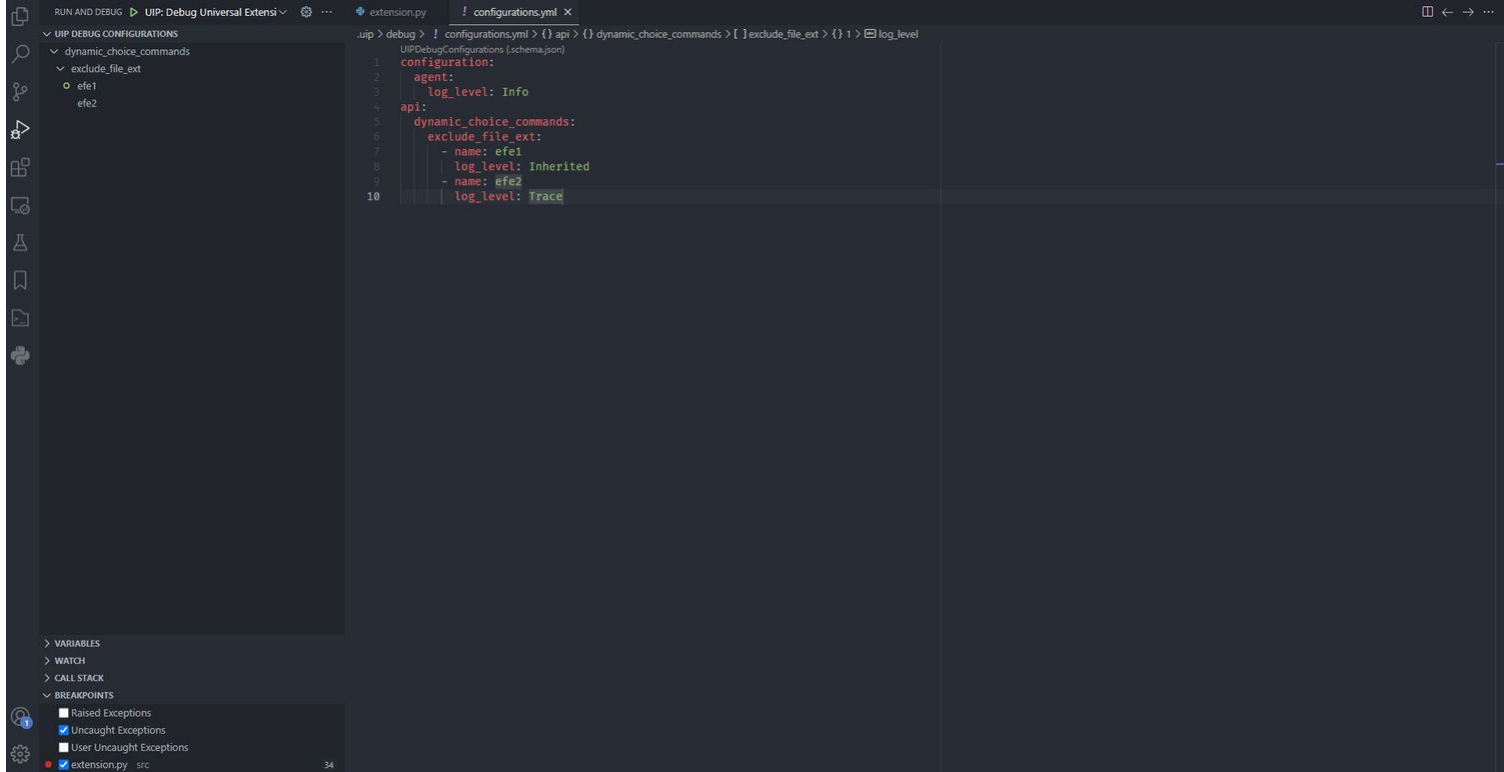 RUN AND DEBUG UIP: Debug Universal Extensi ···
extension.py ! configurations.yml ×
UIP DEBUG CONFIGURATIONS
dynamic_choice_commands
exclude_file_ext
efe1
efe2
.uip > debug > ! configurations.yml > {} api > {} dynamic_choice_commands > [ ] exclude_file_ext > {} 1 > log_level
UIPDebugConfigurations (.schema.json)
1 configuration:
2 agent:
3 log_level: Info
4 api:
5 dynamic_choice_commands:
6 exclude_file_ext:
7 - name: efe1
8 log_level: Inherited
9 - name: efe2
10 log_level: Trace
VARIABLES
WATCH
CALL STACK
BREAKPOINTS
Raised Exceptions
Uncaught Exceptions
User Uncaught Exceptions
extension.py src 34
1